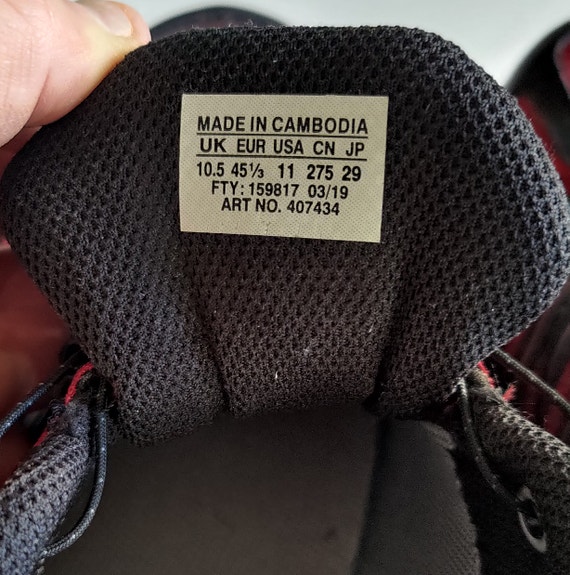 MADE IN CAMBODIA
UK EUR USA CN JP
10.5 45⅓ 11 275 29
FTY: 159817 03/19
ART NO. 407434